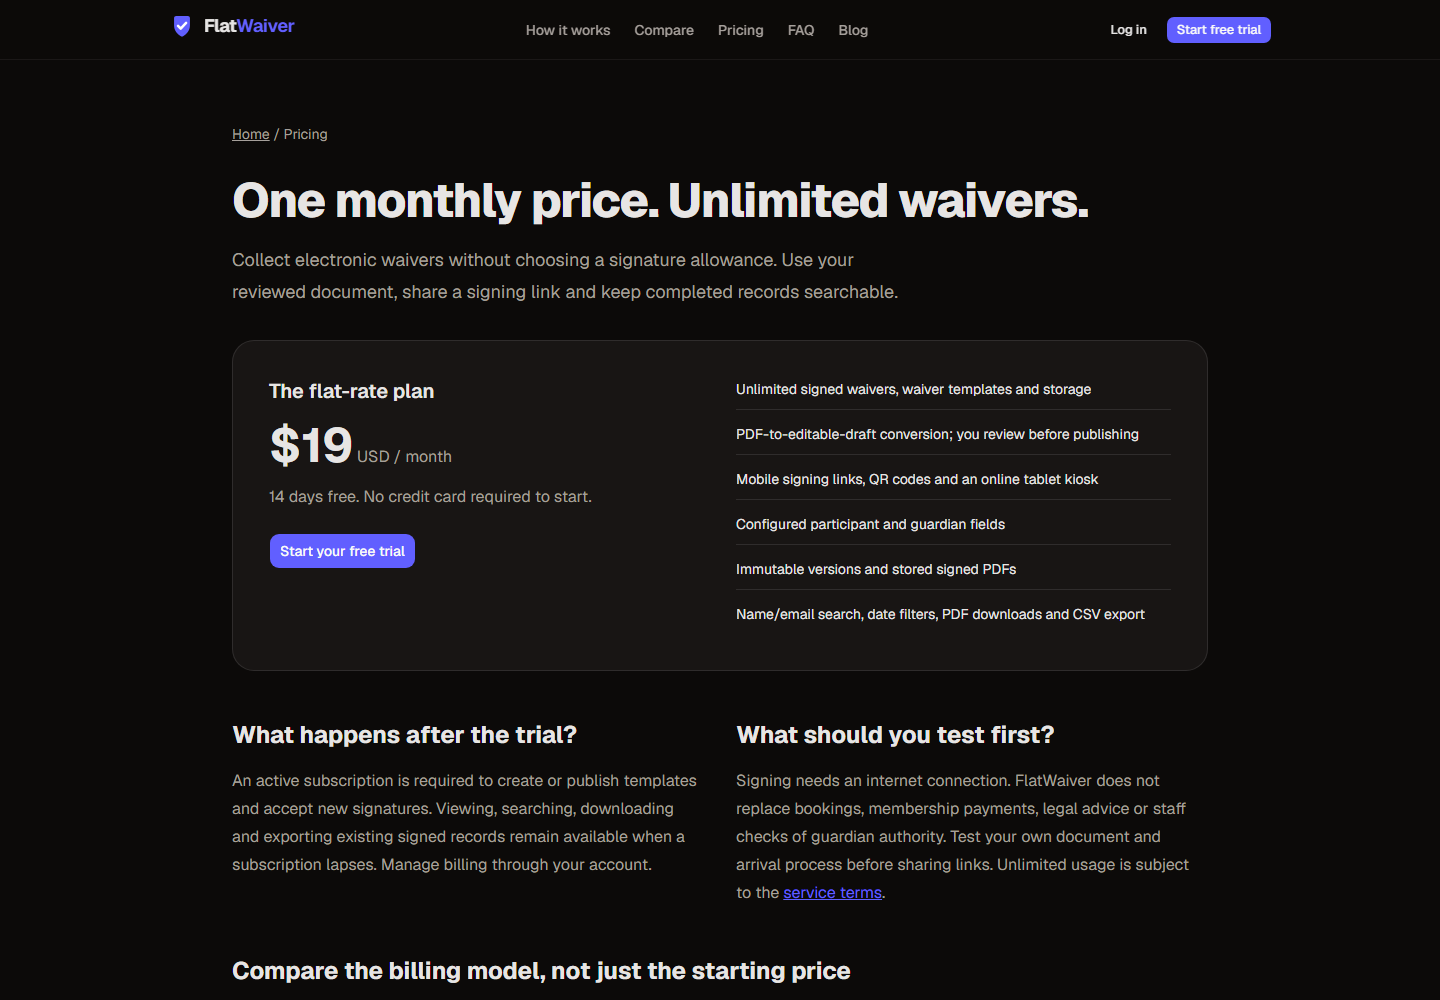 FlatWaiver
How it works
Compare
Pricing
FAQ
Blog
Log in
Start free trial
Home / Pricing
One monthly price. Unlimited waivers.
Collect electronic waivers without choosing a signature allowance. Use your
reviewed document, share a signing link and keep completed records searchable.
The flat-rate plan
$19 USD / month
14 days free. No credit card required to start.
Start your free trial
Unlimited signed waivers, waiver templates and storage
PDF-to-editable-draft conversion; you review before publishing
Mobile signing links, QR codes and an online tablet kiosk
Configured participant and guardian fields
Immutable versions and stored signed PDFs
Name/email search, date filters, PDF downloads and CSV export
What happens after the trial?
An active subscription is required to create or publish templates
and accept new signatures. Viewing, searching, downloading
and exporting existing signed records remain available when a
subscription lapses. Manage billing through your account.
What should you test first?
Signing needs an internet connection. FlatWaiver does not
replace bookings, membership payments, legal advice or staff
checks of guardian authority. Test your own document and
arrival process before sharing links. Unlimited usage is subject
to the service terms.
Compare the billing model, not just the starting price